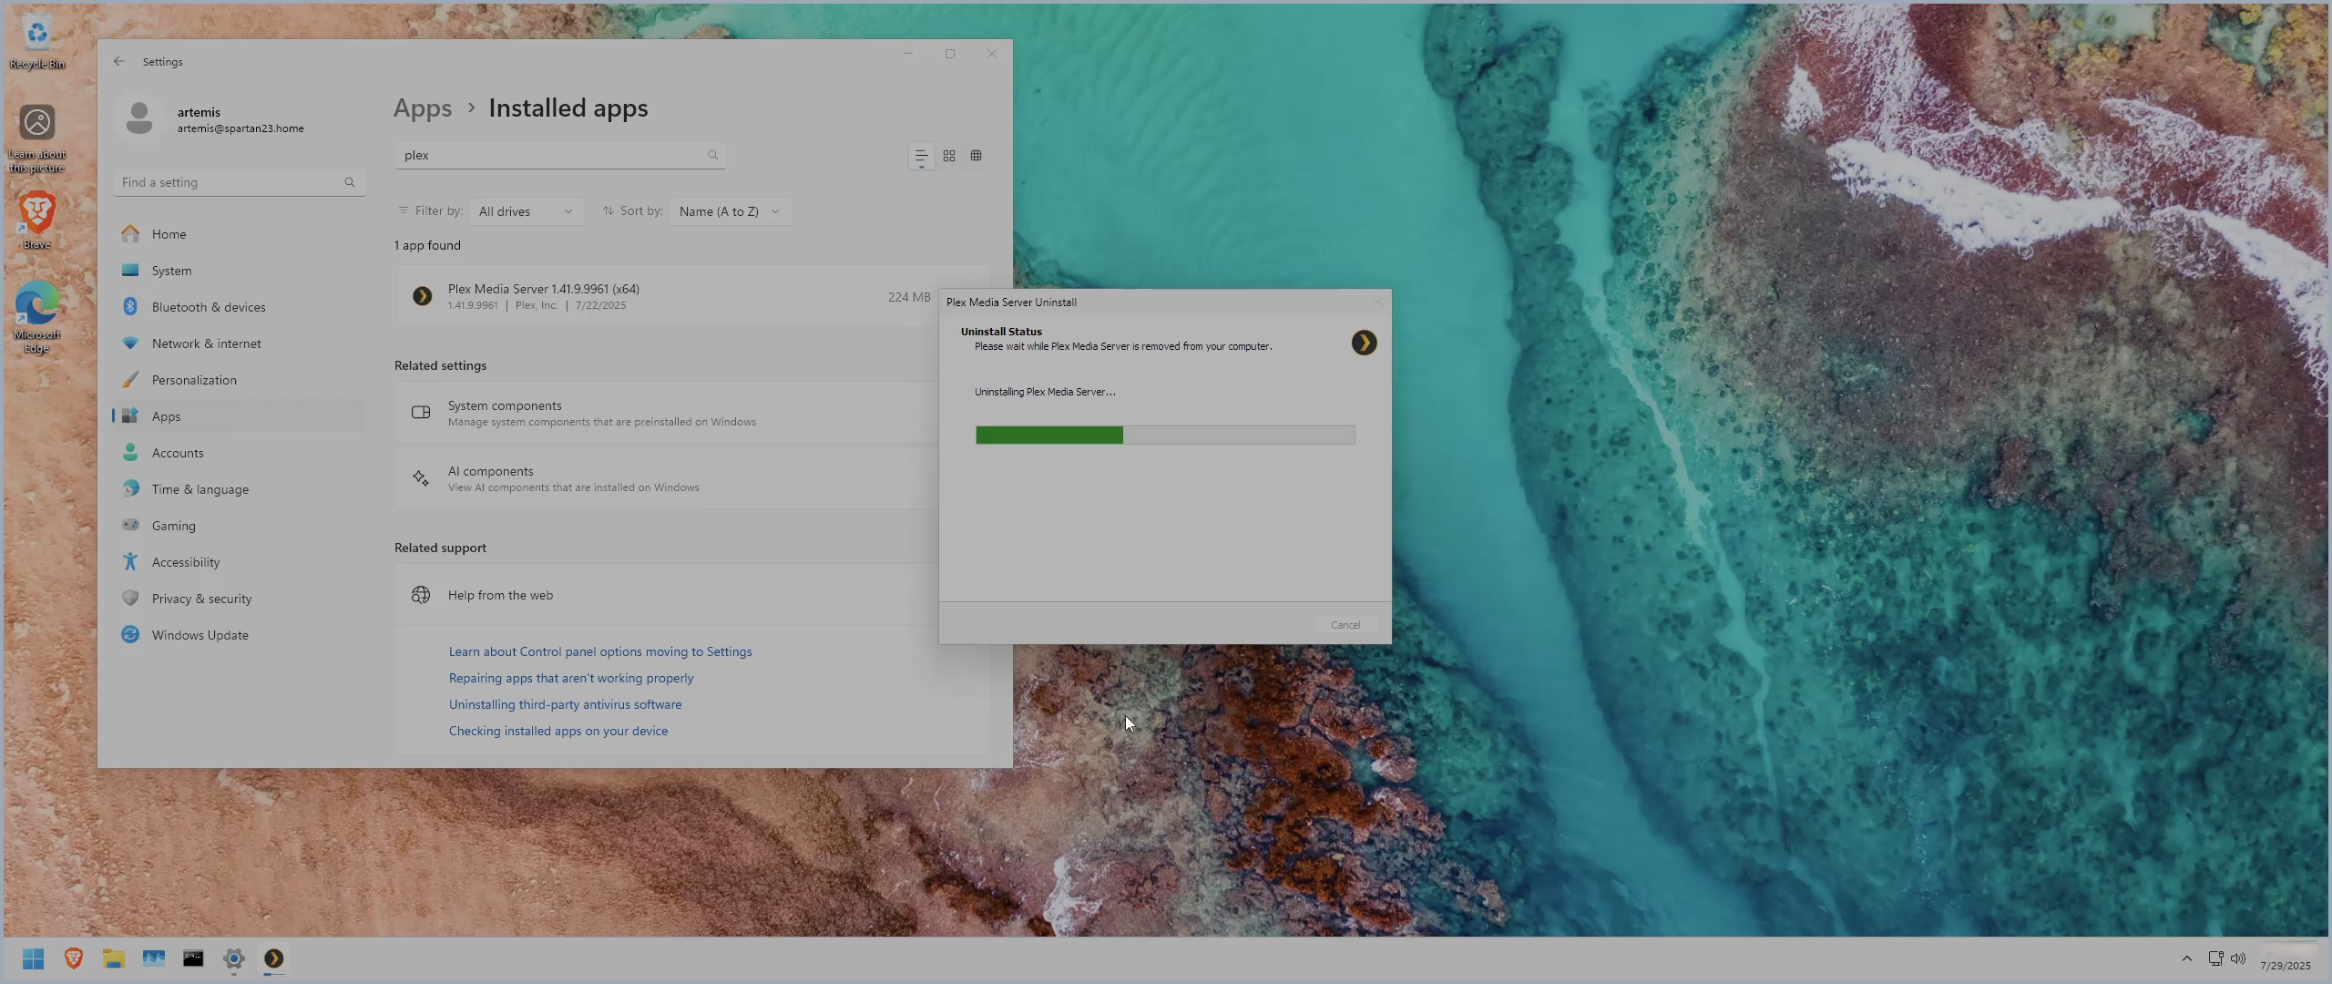 Recycle Bin
Learn about
this picture
Brave
Microsoft
Edge
Settings
artemis
artemis@spartan23.home
Find a setting
Home
System
Bluetooth & devices
Network & internet
Personalization
Apps
Accounts
Time & language
Gaming
Accessibility
Privacy & security
Windows Update
Apps > Installed apps
plex
Filter by: All drives Sort by: Name (A to Z)
1 app found
Plex Media Server 1.41.9.9961 (x64)
1.41.9.9961 | Plex, Inc. | 7/22/2025
224 MB
Related settings
System components
Manage system components that are preinstalled on Windows
AI components
View AI components that are installed on Windows
Related support
Help from the web
Learn about Control panel options moving to Settings
Repairing apps that aren't working properly
Uninstalling third-party antivirus software
Checking installed apps on your device
Plex Media Server Uninstall
Uninstall Status
Please wait while Plex Media Server is removed from your computer.
Uninstalling Plex Media Server...
Cancel
7/29/2025